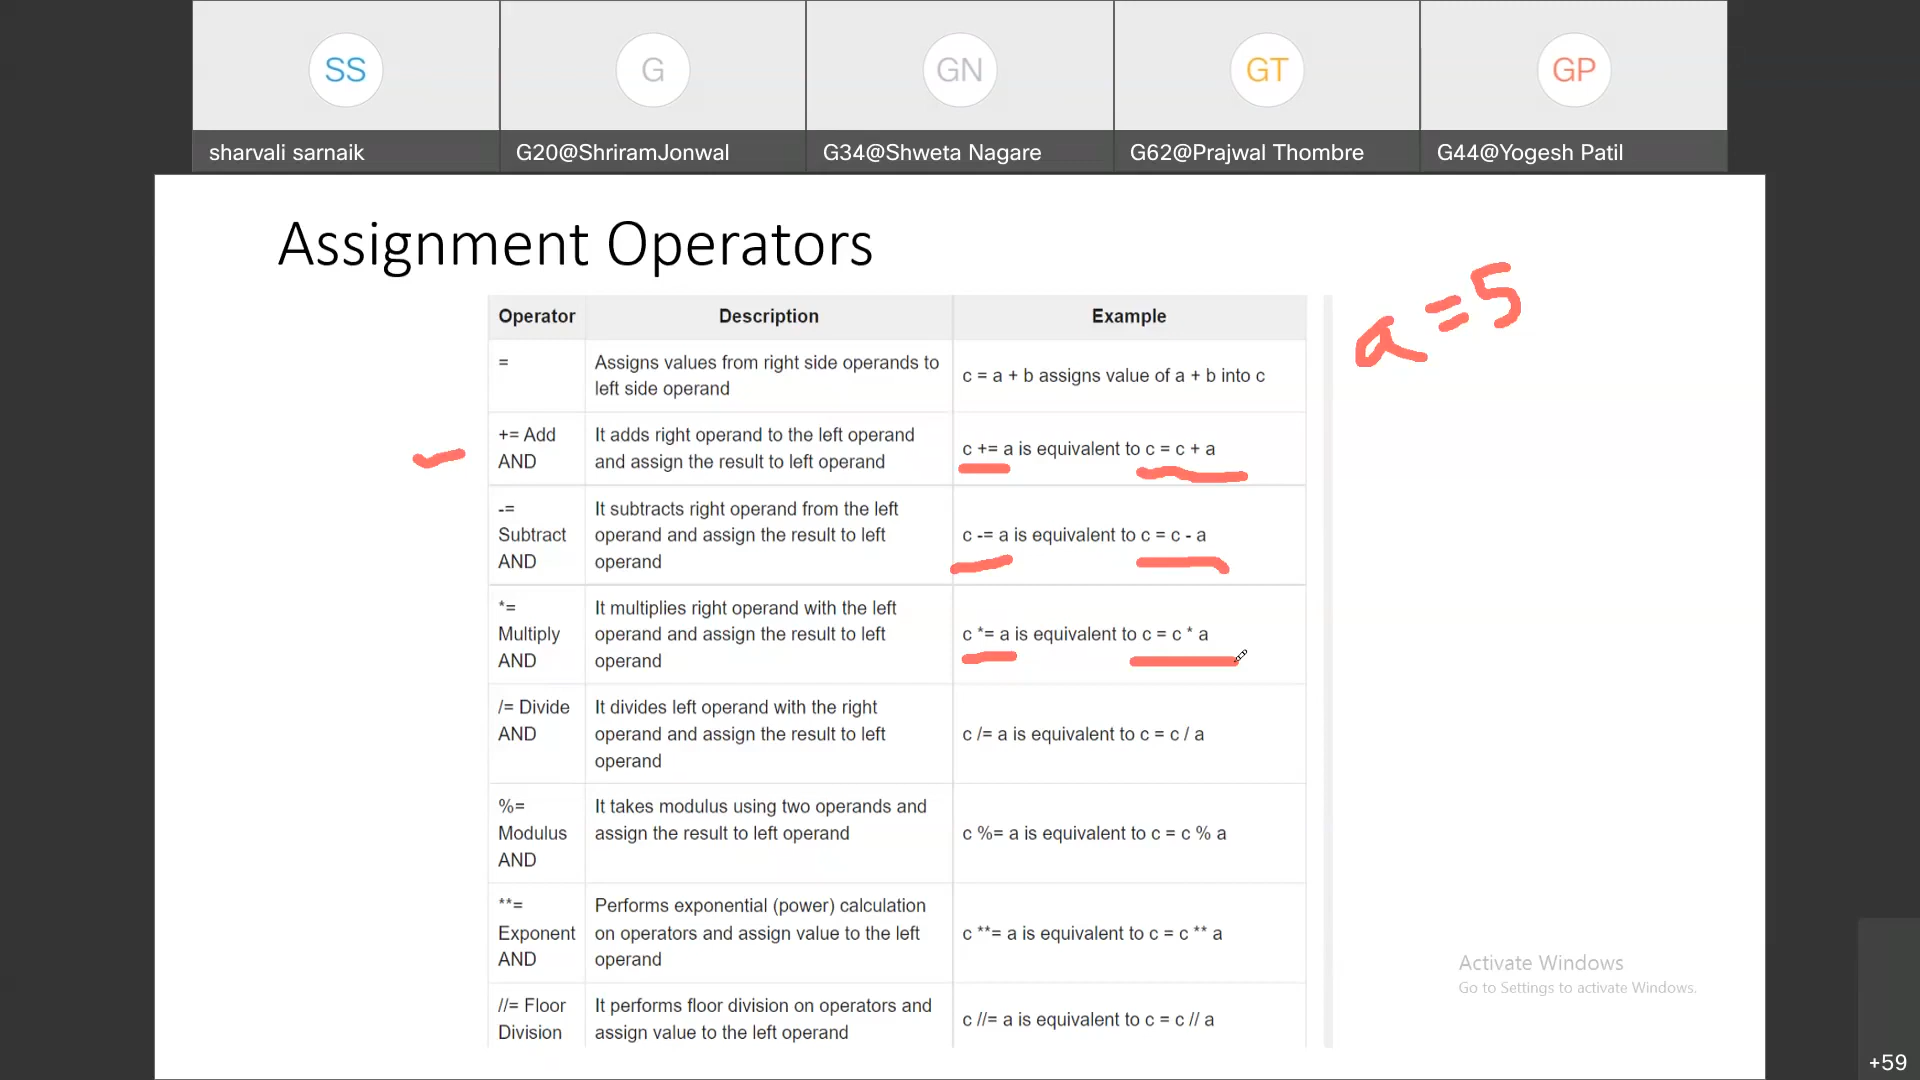 SS
G
GN
GT
GP
sharvali sarnaik
G20@ShriramJonwal
G34@Shweta Nagare
G62@Prajwal Thombre
G44@Yogesh Patil
Assignment Operators
a=5
Operator
Description
Example
=
Assigns values from right side operands to
left side operand
c = a + b assigns value of a + b into c
+= Add
AND
It adds right operand to the left operand
and assign the result to left operand
c += a is equivalent to c = c + a
-=
Subtract
AND
It subtracts right operand from the left
operand and assign the result to left
operand
c -= a is equivalent to c = c - a
*=
Multiply
AND
It multiplies right operand with the left
operand and assign the result to left
operand
c *= a is equivalent to c = c * a
/= Divide
AND
It divides left operand with the right
operand and assign the result to left
operand
c /= a is equivalent to c = c / a
%=
Modulus
AND
It takes modulus using two operands and
assign the result to left operand
c %= a is equivalent to c = c % a
**=
Exponent
AND
Performs exponential (power) calculation
on operators and assign value to the left
operand
c **= a is equivalent to c = c ** a
//= Floor
Division
It performs floor division on operators and
assign value to the left operand
c //= a is equivalent to c = c // a
Activate Windows
Go to Settings to activate Windows.
+59